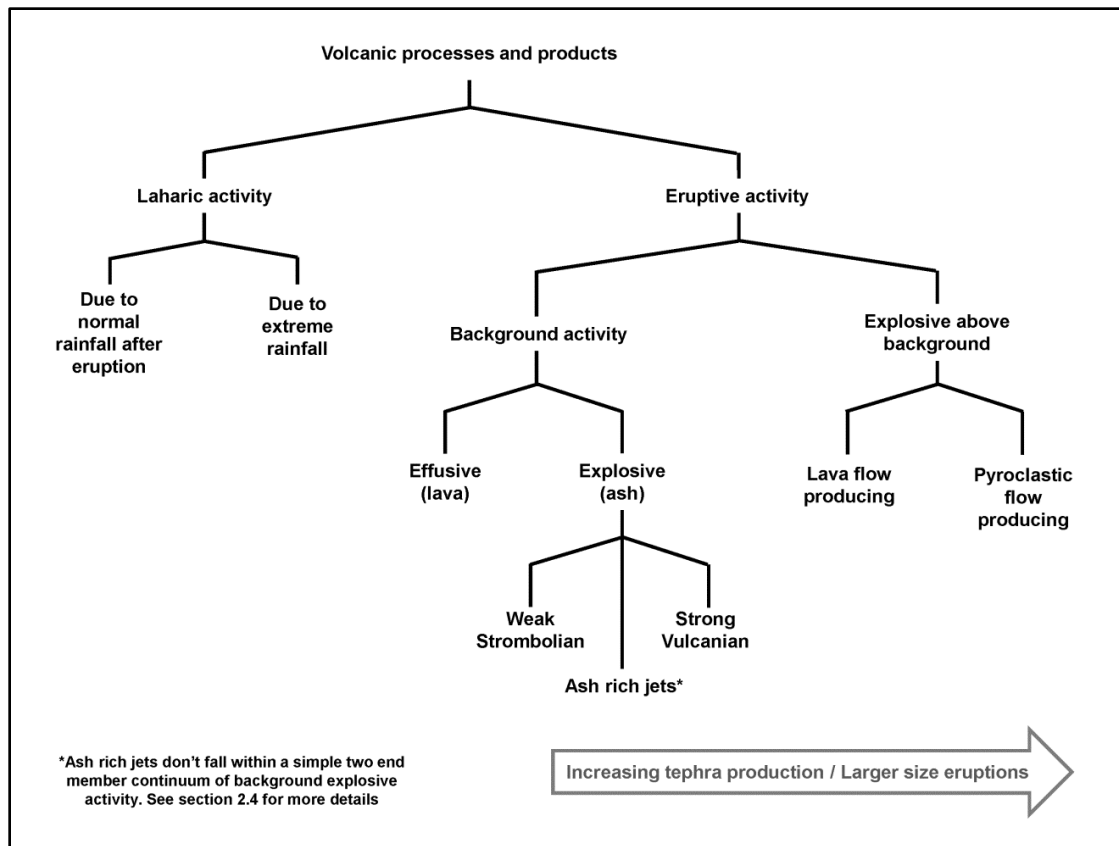 Volcanic processes and products
Laharic activity
Eruptive activity
Due to
normal
rainfall after
eruption
Due to
extreme
rainfall
Background activity
Explosive above
background
Effusive
(lava)
Explosive
(ash)
Lava flow
producing
Pyroclastic
flow
producing
Weak
Strombolian
Strong
Vulcanian
Ash rich jets*
*Ash rich jets don’t fall within a simple two end
member continuum of background explosive
activity. See section 2.4 for more details
Increasing tephra production / Larger size eruptions